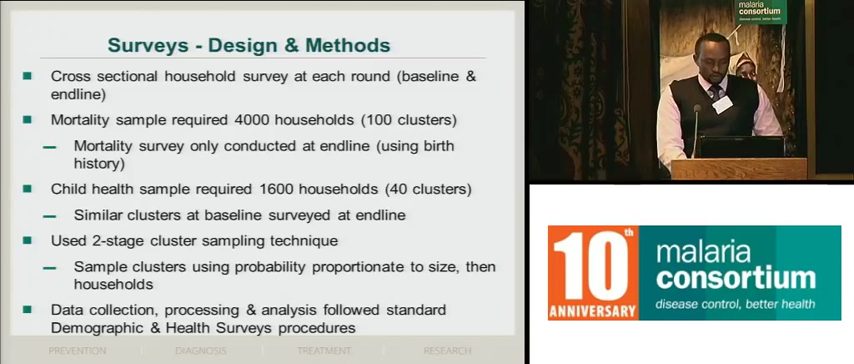 Surveys - Design & Methods
Cross sectional household survey at each round (baseline &
endline)
Mortality sample required 4000 households (100 clusters)
Mortality survey only conducted at endline (using birth
history)
Child health sample required 1600 households (40 clusters)
Similar clusters at baseline surveyed at endline
Used 2-stage cluster sampling technique
Sample clusters using probability proportionate to size, then
households
Data collection, processing & analysis followed standard
Demographic & Health Surveys procedures
PREVENTION DIAGNOSIS TREATMENT RESEARCH
malaria
consortium
disease control, better health
10th
ANNIVERSARY
malaria
consortium
disease control, better health